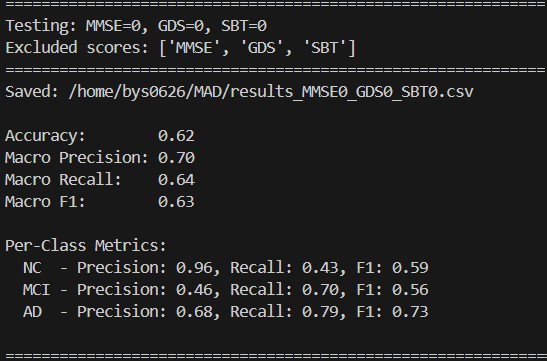 ============================================================
Testing: MMSE=0, GDS=0, SBT=0
Excluded scores: ['MMSE', 'GDS', 'SBT']
============================================================
Saved: /home/bys0626/MAD/results_MMSE0_GDS0_SBT0.csv
Accuracy:        0.62
Macro Precision: 0.70
Macro Recall:    0.64
Macro F1:        0.63
Per-Class Metrics:
  NC  - Precision: 0.96, Recall: 0.43, F1: 0.59
  MCI - Precision: 0.46, Recall: 0.70, F1: 0.56
  AD  - Precision: 0.68, Recall: 0.79, F1: 0.73
============================================================